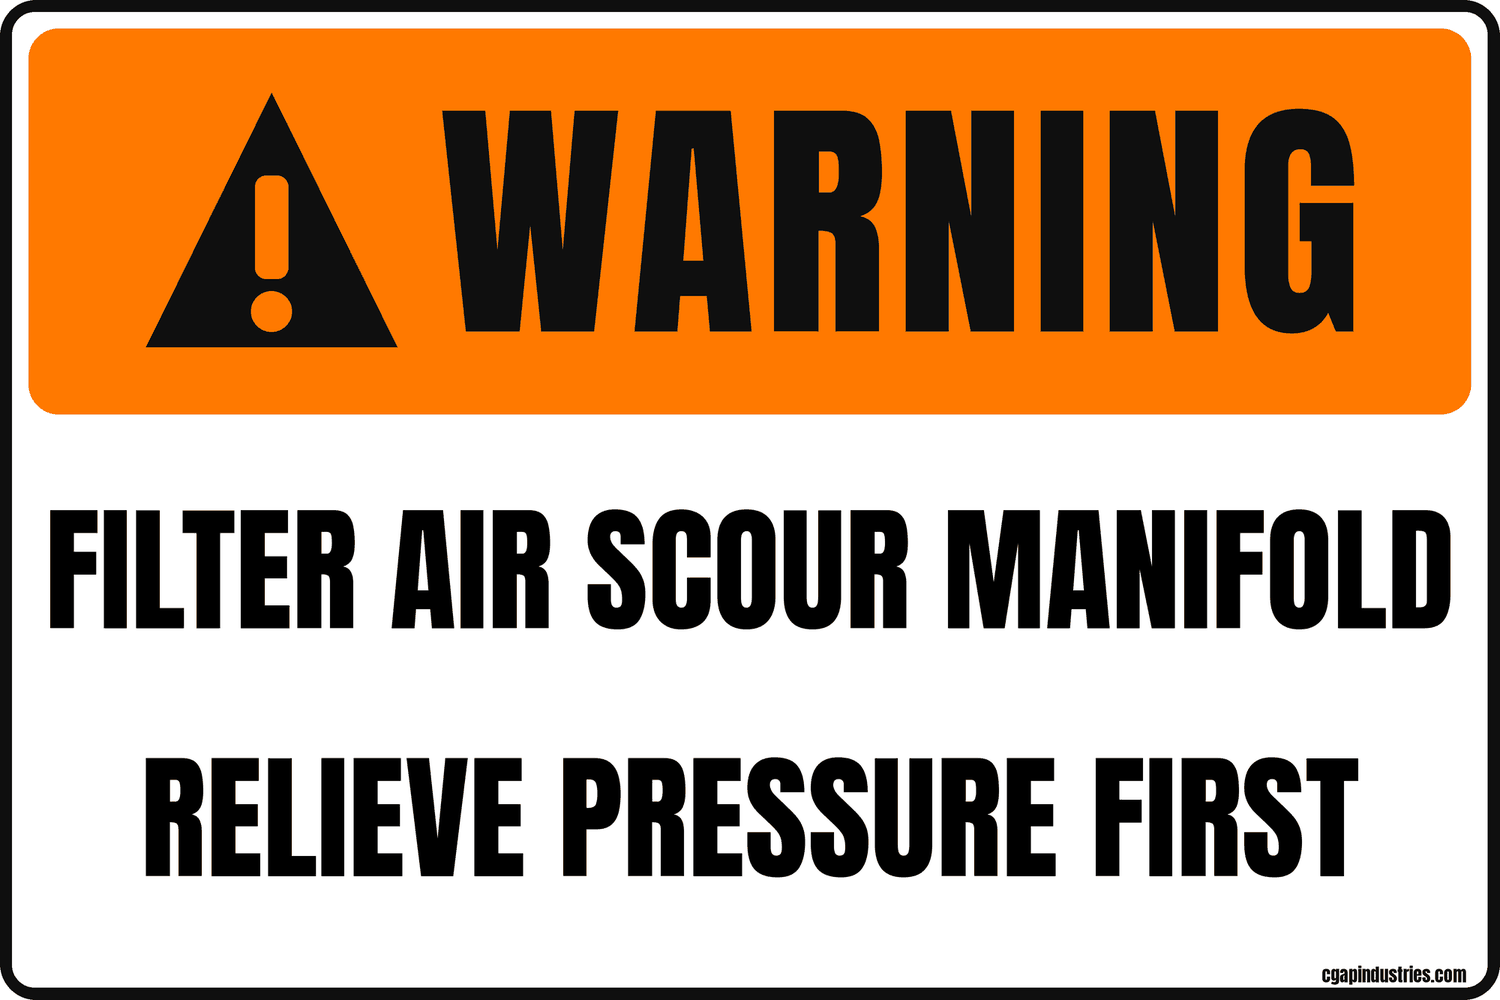 WARNING
FILTER AIR SCOUR MANIFOLD
RELIEVE PRESSURE FIRST
cgapindustries.com